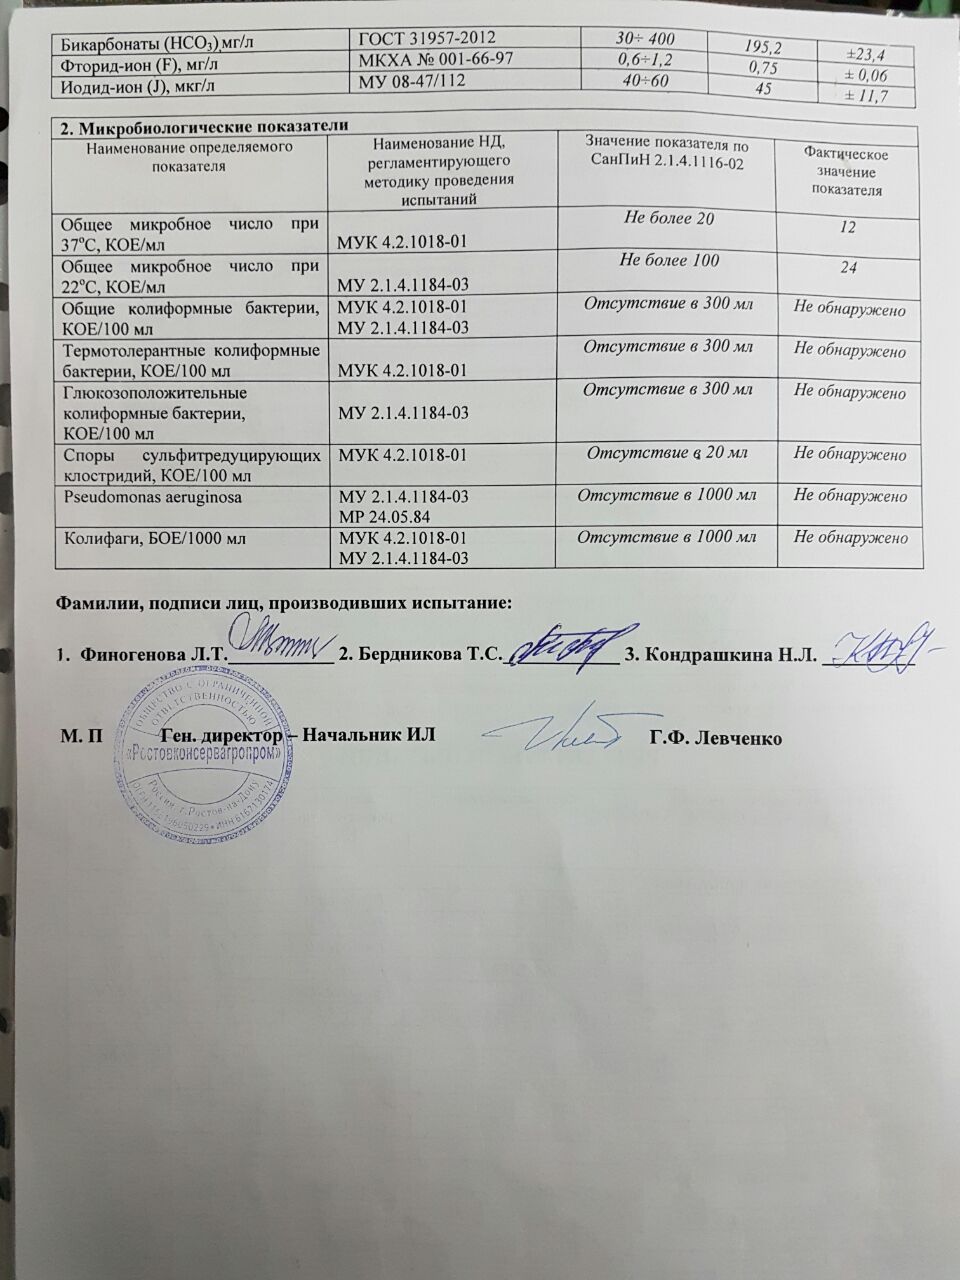 Бикарбонаты (HCO3) мг/л ГОСТ 31957-2012 30÷ 400 195,2 ±23,4
Фторид-ион (F), мг/л МКХА № 001-66-97 0,6÷1,2 0,75 ± 0,06
Иодид-ион (J), мкг/л МУ 08-47/112 40÷60 45 ± 11,7
2. Микробиологические показатели
Наименование определяемого
показателя
Наименование НД,
регламентирующего
методику проведения
испытаний
Значение показателя по
СанПиН 2.1.4.1116-02
Фактическое
значение
показателя
Общее микробное число при
37°С, КОЕ/мл
МУК 4.2.1018-01
Не более 20
12
Общее микробное число при
22°С, КОЕ/мл
МУ 2.1.4.1184-03
Не более 100
24
Общие колиформные бактерии,
КОЕ/100 мл
МУК 4.2.1018-01
МУ 2.1.4.1184-03
Отсутствие в 300 мл
Не обнаружено
Термотолерантные колиформные
бактерии, КОЕ/100 мл
МУК 4.2.1018-01
Отсутствие в 300 мл
Не обнаружено
Глюкозоположительные
колиформные бактерии,
КОЕ/100 мл
МУ 2.1.4.1184-03
Отсутствие в 300 мл
Не обнаружено
Споры сульфитредуцирующих
клостридий, КОЕ/100 мл
МУК 4.2.1018-01
Отсутствие в 20 мл
Не обнаружено
Pseudomonas aeruginosa
МУ 2.1.4.1184-03
МР 24.05.84
Отсутствие в 1000 мл
Не обнаружено
Колифаги, БОЕ/1000 мл
МУК 4.2.1018-01
МУ 2.1.4.1184-03
Отсутствие в 1000 мл
Не обнаружено
Фамилии, подписи лиц, производивших испытание:
1. Финогенова Л.Т. 2. Бердникова Т.С. 3. Кондрашкина Н.Л.
М. П Ген. директор – Начальник ИЛ Г.Ф. Левченко
ОБЩЕСТВО С ОГРАНИЧЕННОЙ
ОТВЕТСТВЕННОСТЬЮ
«Ростовконсервагропром»
Россия г.Ростов-на-Дону
ИНН 6167130174